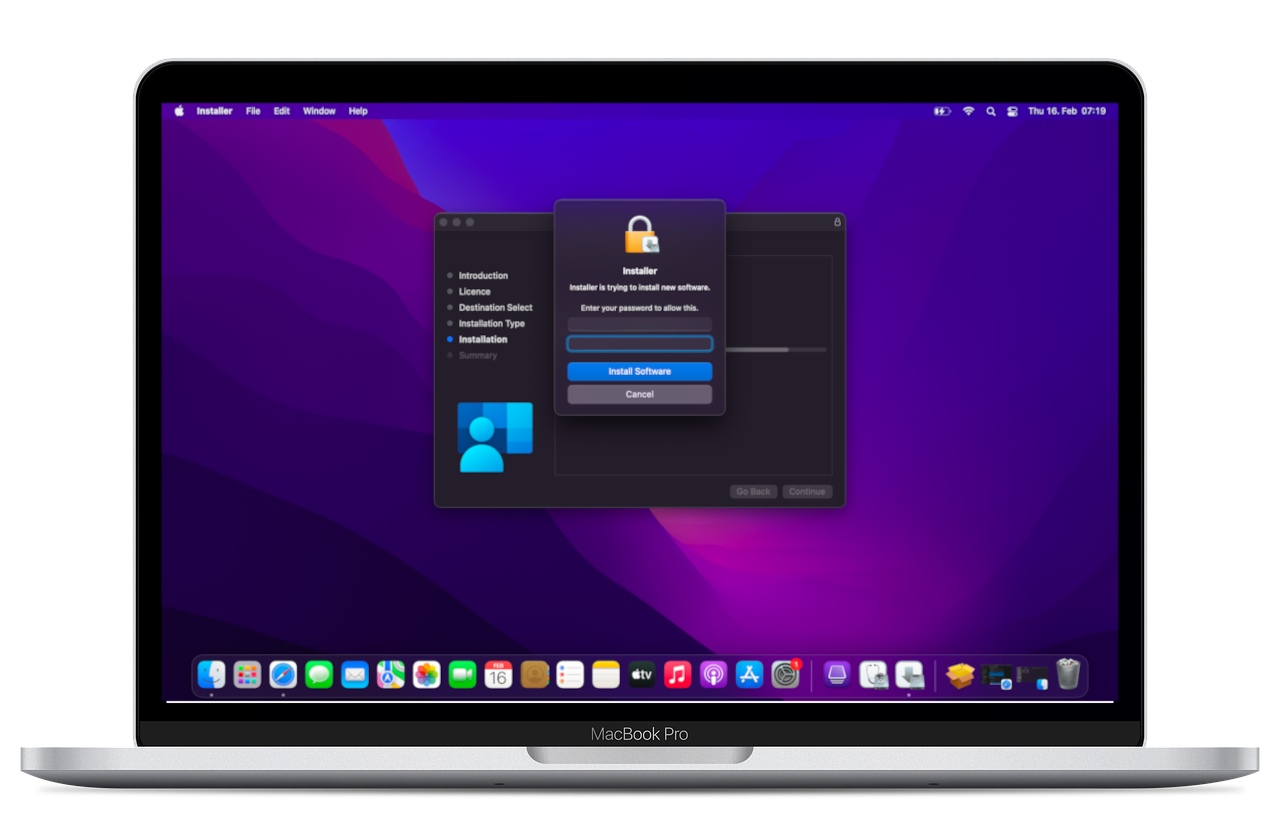 Installer File Edit Window Help
Thu 16. Feb 07:19
Installer
Installer is trying to install new software.
Enter your password to allow this.
Install Software
Cancel
Introduction
Licence
Destination Select
Installation Type
Installation
Summary
Go Back Continue
FEB
16
tv
1
MacBook Pro